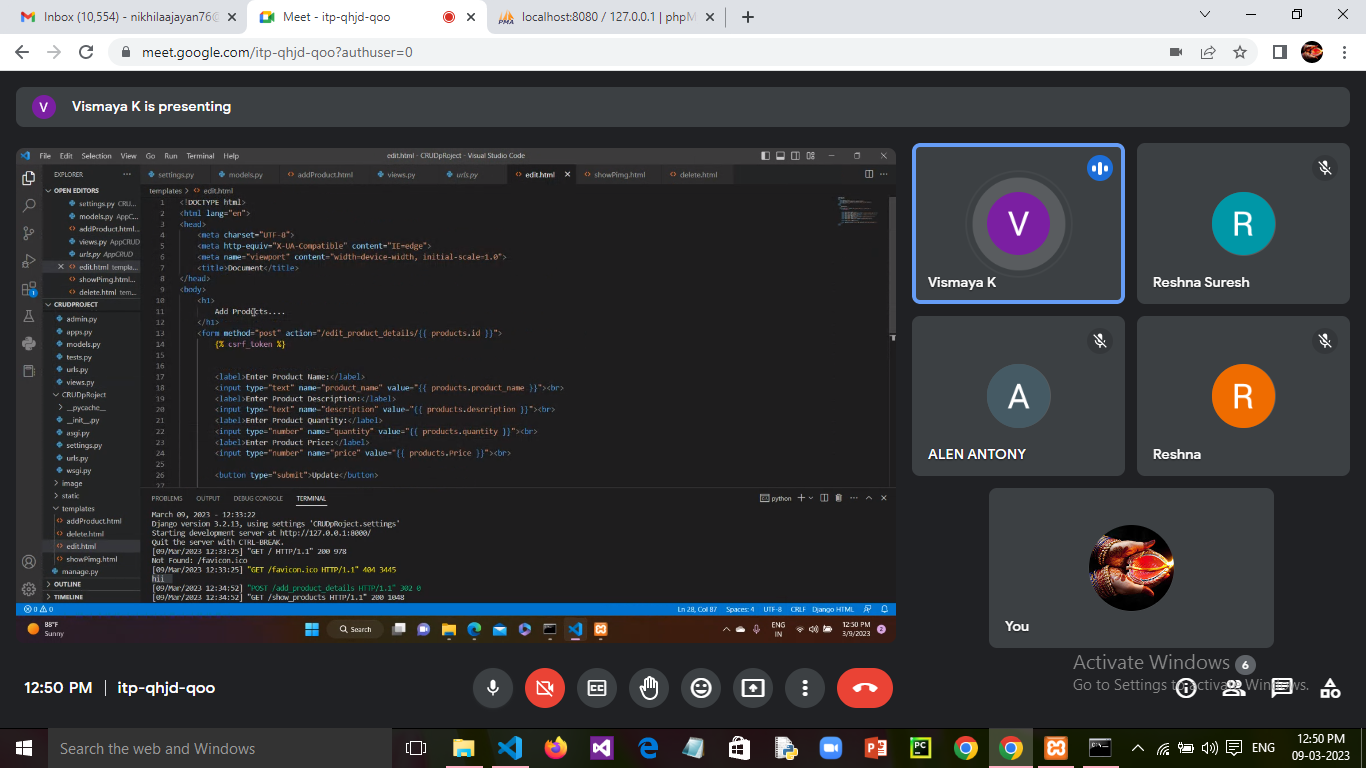 Inbox (10,554) - nikhilaajayan76@
Meet - itp-qhjd-qoo
localhost:8080 / 127.0.0.1 | phpM
meet.google.com/itp-qhjd-qoo?authuser=0
V Vismaya K is presenting
File Edit Selection View Go Run Terminal Help
edit.html - CRUDpRoject - Visual Studio Code
EXPLORER
OPEN EDITORS
settings.py CRU...
models.py AppC...
addProduct.html...
views.py AppCRUD
urls.py AppCRUD
edit.html templa...
showPimg.html...
delete.html tem...
CRUDPROJECT
admin.py
apps.py
models.py
tests.py
urls.py
views.py
CRUDpRoject
__pycache__
__init__.py
asgi.py
settings.py
urls.py
wsgi.py
image
static
templates
addProduct.html
delete.html
edit.html
showPimg.html
manage.py
OUTLINE
TIMELINE
settings.py models.py addProduct.html views.py urls.py edit.html showPimg.html delete.html
templates > edit.html
1 <!DOCTYPE html>
2 <html lang="en">
3 <head>
4 <meta charset="UTF-8">
5 <meta http-equiv="X-UA-Compatible" content="IE=edge">
6 <meta name="viewport" content="width=device-width, initial-scale=1.0">
7 <title>Document</title>
8 </head>
9 <body>
10 <h1>
11 Add Products....
12 </h1>
13 <form method="post" action="/edit_product_details/{{ products.id }}">
14 {% csrf_token %}
15
16
17 <label>Enter Product Name:</label>
18 <input type="text" name="product_name" value="{{ products.product_name }}"><br>
19 <label>Enter Product Description:</label>
20 <input type="text" name="description" value="{{ products.description }}"><br>
21 <label>Enter Product Quantity:</label>
22 <input type="number" name="quantity" value="{{ products.quantity }}"><br>
23 <label>Enter Product Price:</label>
24 <input type="number" name="price" value="{{ products.Price }}"><br>
25
26 <button type="submit">Update</button>
27
PROBLEMS OUTPUT DEBUG CONSOLE TERMINAL
python
March 09, 2023 - 12:33:22
Django version 3.2.13, using settings 'CRUDpRoject.settings'
Starting development server at http://127.0.0.1:8000/
Quit the server with CTRL-BREAK.
[09/Mar/2023 12:33:25] "GET / HTTP/1.1" 200 978
Not Found: /favicon.ico
[09/Mar/2023 12:33:25] "GET /favicon.ico HTTP/1.1" 404 3445
hii
[09/Mar/2023 12:34:52] "POST /add_product_details HTTP/1.1" 302 0
[09/Mar/2023 12:34:52] "GET /show_products HTTP/1.1" 200 1048
0 0 Ln 28, Col 87 Spaces: 4 UTF-8 CRLF Django HTML
88°F
Sunny
Search
ENG
IN
12:50 PM
3/9/2023
2
V
Vismaya K
R
Reshna Suresh
A
ALEN ANTONY
R
Reshna
You
12:50 PM | itp-qhjd-qoo
Activate Windows
Go to Settings to activate Windows.
6
Search the web and Windows
ENG
12:50 PM
09-03-2023